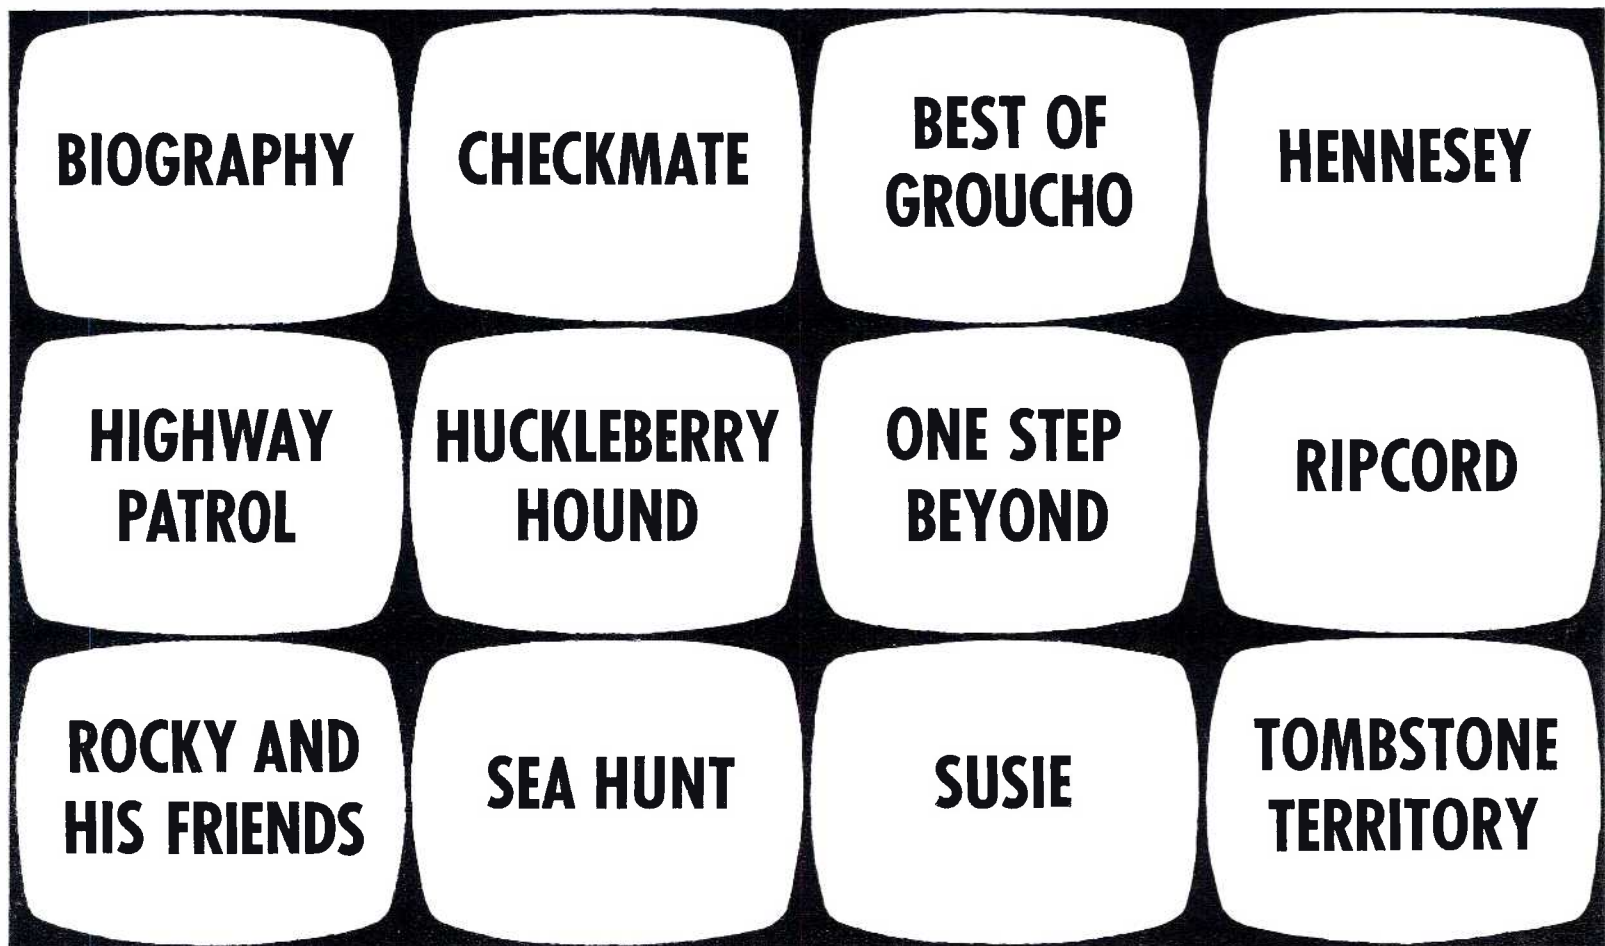 BIOGRAPHY
CHECKMATE
BEST OF
GROUCHO
HENNESEY
HIGHWAY
PATROL
HUCKLEBERRY
HOUND
ONE STEP
BEYOND
RIPCORD
ROCKY AND
HIS FRIENDS
SEA HUNT
SUSIE
TOMBSTONE
TERRITORY